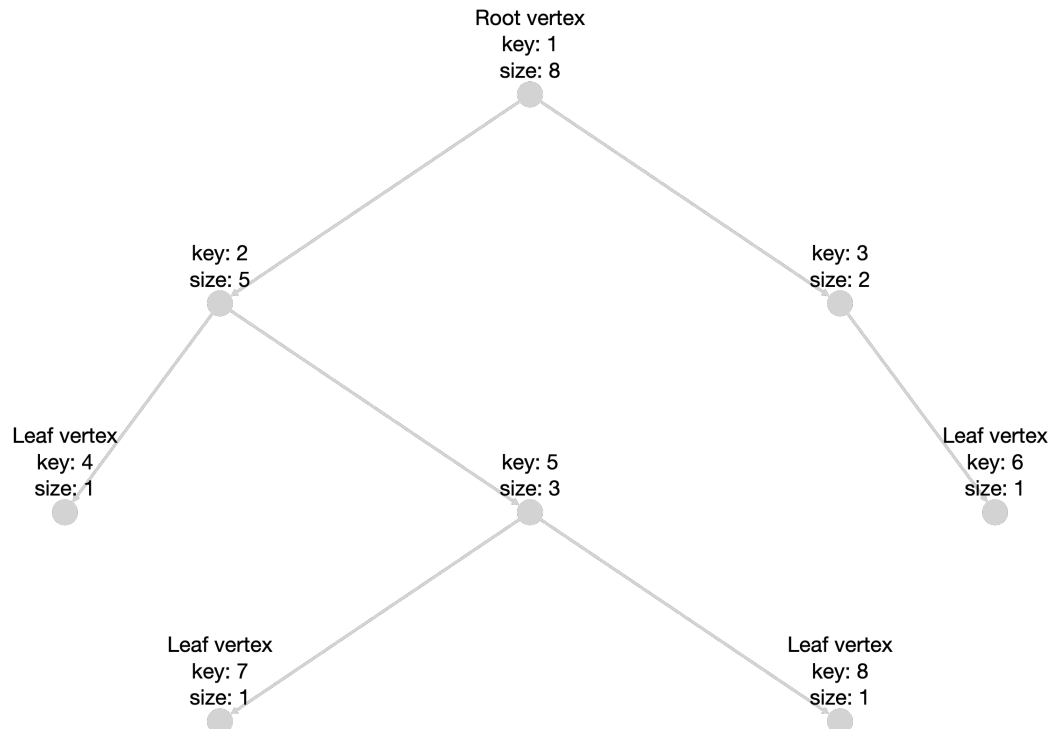 Root vertex
key: 1
size: 8
key: 2
size: 5
key: 3
size: 2
Leaf vertex
key: 4
size: 1
key: 5
size: 3
Leaf vertex
key: 6
size: 1
Leaf vertex
key: 7
size: 1
Leaf vertex
key: 8
size: 1